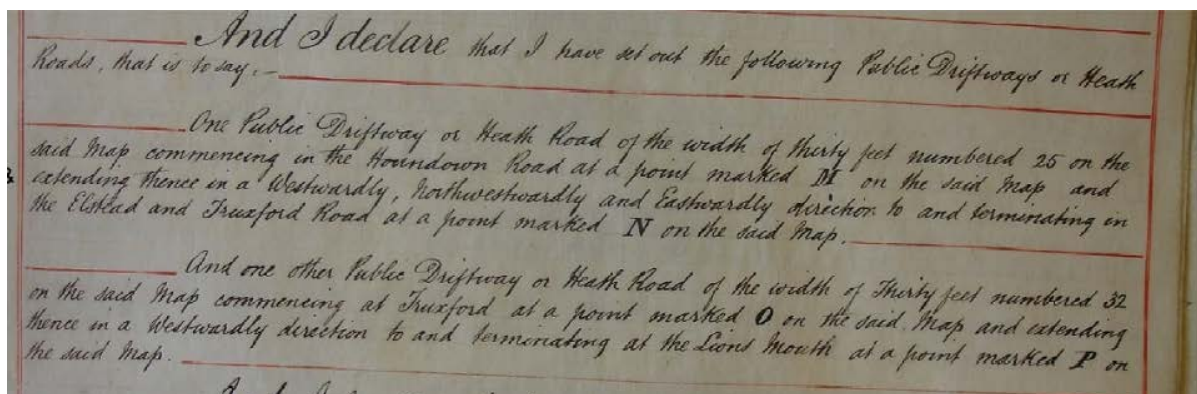 And I declare that I have set out the following Public Driftways or Heath
Roads, that is to say,—
One Public Driftway or Heath Road of the width of thirty feet numbered 25 on the
said Map commencing in the Houndown Road at a point marked M on the said Map and
extending thence in a Westwardly, Northwestwardly and Eastwardly direction to and terminating in
the Elstead and Truxford Road at a point marked N on the said Map.
And one other Public Driftway or Heath Road of the width of Thirty feet numbered 32
on the said Map commencing at Truxford at a point marked O on the said Map and extending
thence in a Westwardly direction to and terminating at the Lions Mouth at a point marked P on
the said Map.